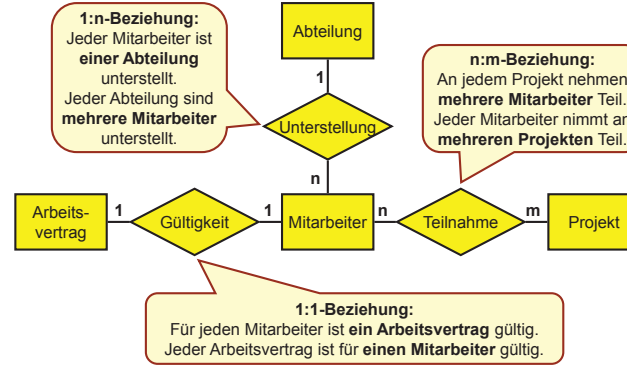 1:n-Beziehung:
Jeder Mitarbeiter ist
einer Abteilung
unterstellt.
Jeder Abteilung sind
mehrere Mitarbeiter
unterstellt.
Abteilung
1
Unterstellung
n
n:m-Beziehung:
An jedem Projekt nehmen
mehrere Mitarbeiter Teil.
Jeder Mitarbeiter nimmt an
mehreren Projekten Teil.
Arbeits-
vertrag
1
Gültigkeit
1
Mitarbeiter
n
Teilnahme
m
Projekt
1:1-Beziehung:
Für jeden Mitarbeiter ist ein Arbeitsvertrag gültig.
Jeder Arbeitsvertrag ist für einen Mitarbeiter gültig.